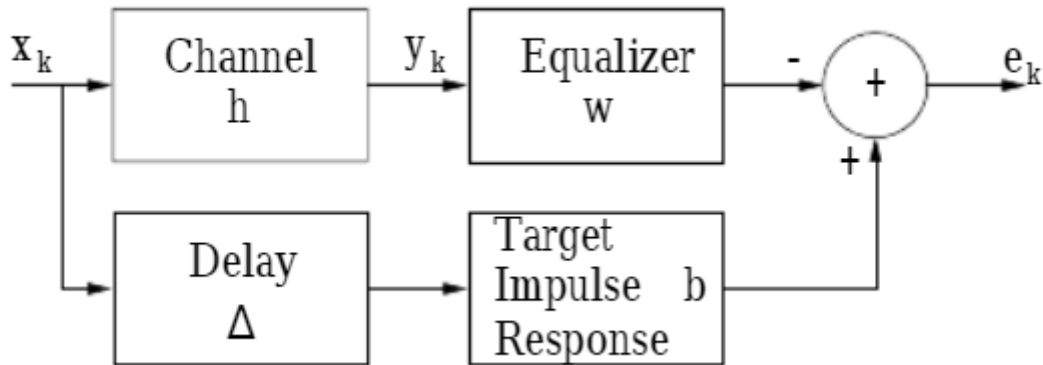 x_k
Channel
h
y_k
Equalizer
w
-
+
e_k
+
Delay
Δ
Target
Impulse b
Response